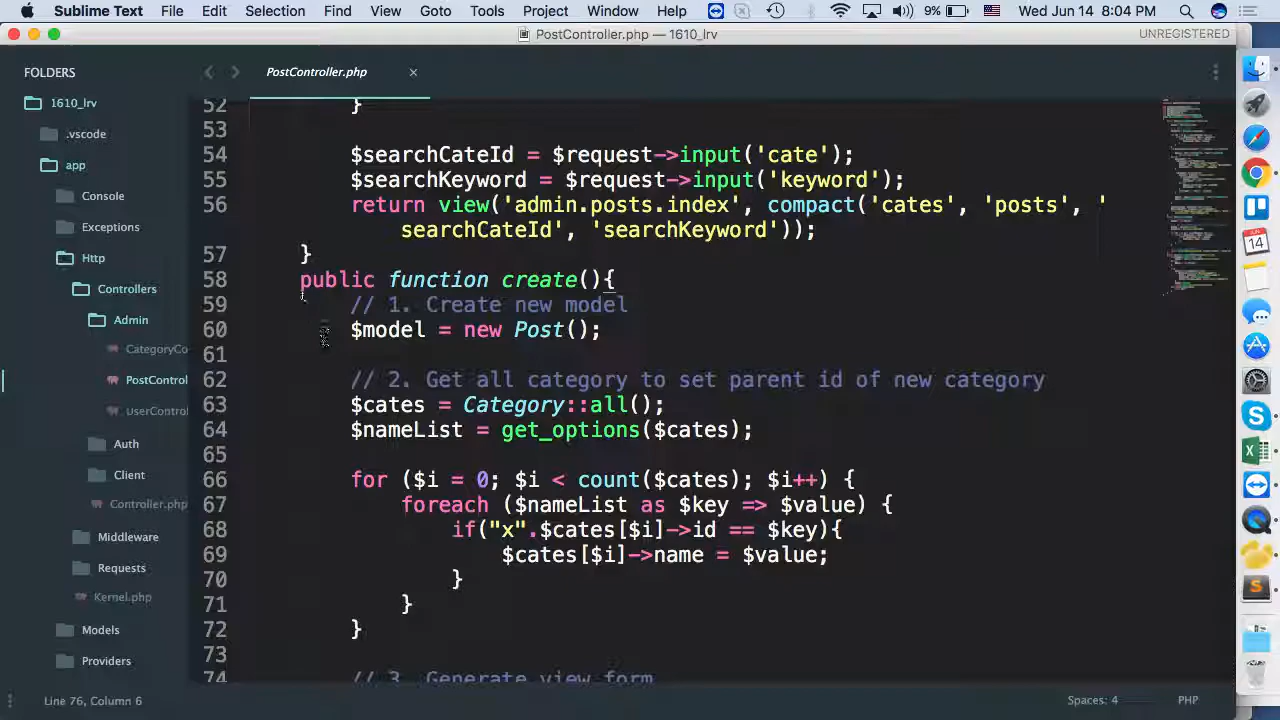 Sublime Text File Edit Selection Find View Goto Tools Project Window Help 9% Wed Jun 14 8:04 PM
PostController.php — 1610_lrv UNREGISTERED
FOLDERS
1610_lrv
.vscode
app
Console
Exceptions
Http
Controllers
Admin
CategoryCo
PostControl
userControl
Auth
Client
Controller.php
Middleware
Requests
Kernel.php
Models
Providers
PostController.php ×
52 }
53
54 $searchCateId = $request->input('cate');
55 $searchKeyword = $request->input('keyword');
56 return view('admin.posts.index', compact('cates', 'posts', '
searchCateId', 'searchKeyword'));
57 }
58 public function create(){
59 // 1. Create new model
60 $model = new Post();
61
62 // 2. Get all category to set parent id of new category
63 $cates = Category::all();
64 $nameList = get_options($cates);
65
66 for ($i = 0; $i < count($cates); $i++) {
67 foreach ($nameList as $key => $value) {
68 if("x".$cates[$i]->id == $key){
69 $cates[$i]->name = $value;
70 }
71 }
72 }
73
74 // 3. Generate view form
JUN
14
Line 76, Column 6 Spaces: 4 PHP